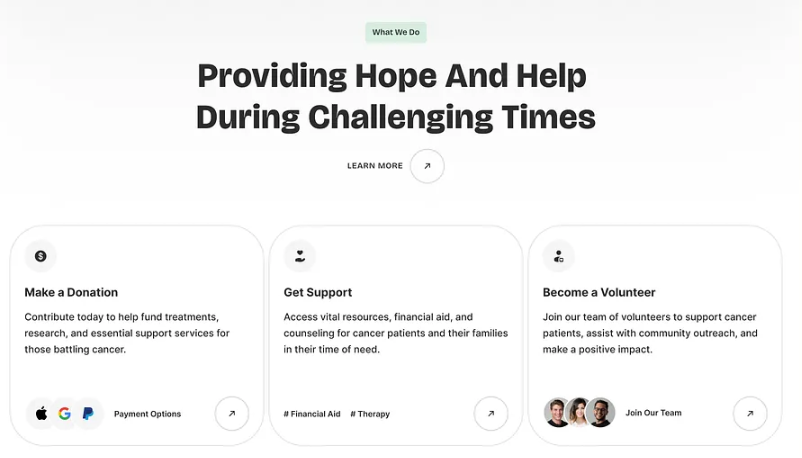 What We Do
Providing Hope And Help
During Challenging Times
LEARN MORE
Make a Donation
Contribute today to help fund treatments,
research, and essential support services for
those battling cancer.
Payment Options
Get Support
Access vital resources, financial aid, and
counseling for cancer patients and their families
in their time of need.
# Financial Aid # Therapy
Become a Volunteer
Join our team of volunteers to support cancer
patients, assist with community outreach, and
make a positive impact.
Join Our Team